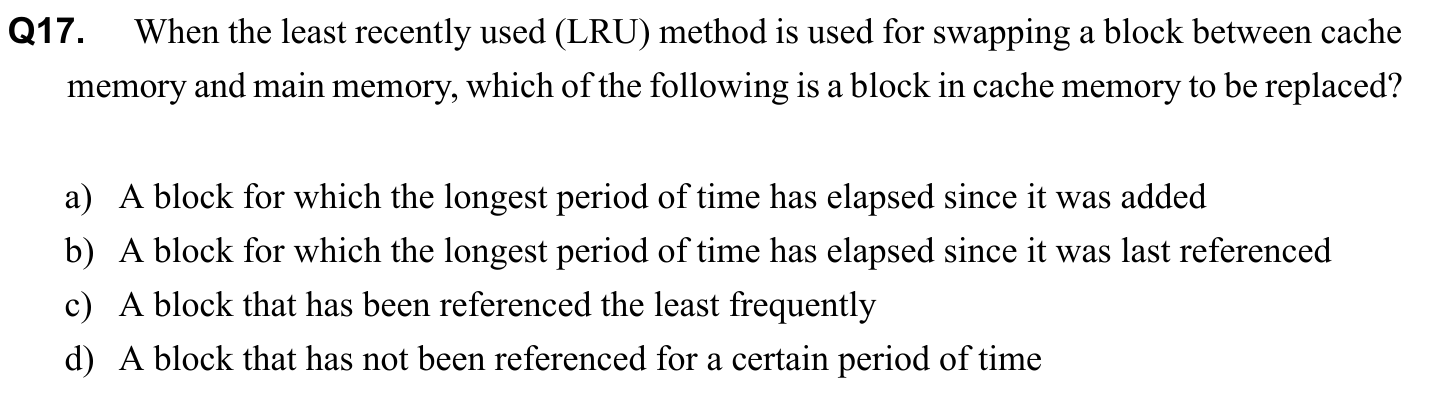 Q17. When the least recently used (LRU) method is used for swapping a block between cache
memory and main memory, which of the following is a block in cache memory to be replaced?
a) A block for which the longest period of time has elapsed since it was added
b) A block for which the longest period of time has elapsed since it was last referenced
c) A block that has been referenced the least frequently
d) A block that has not been referenced for a certain period of time